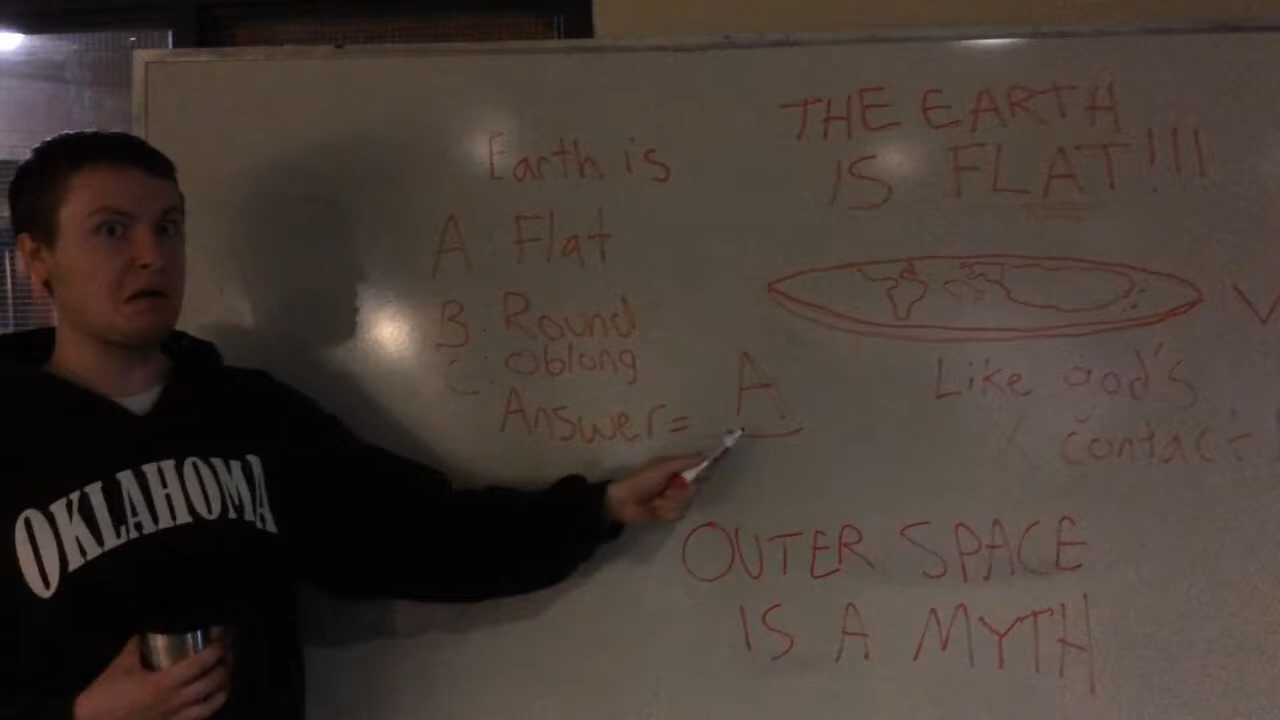 Earth is
A: Flat
B: Round
C: Oblong
Answer= A
THE EARTH
IS FLAT!!!
Like god's
contact
OUTER SPACE
IS A MYTH
OKLAHOMA